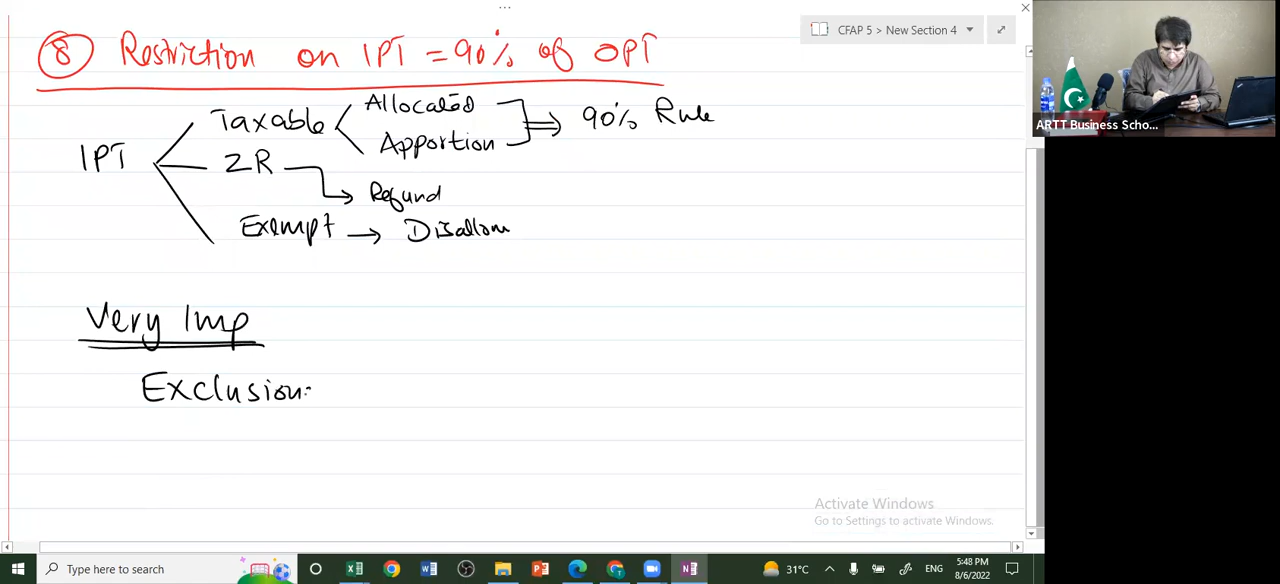 CFAP 5 > New Section 4
⑧ Restriction on IPT = 90% of OPT
IPT
Taxable
Allocated
Apportion
90% Rule
ZR
Refund
Exempt → Disallow
Very Imp
Exclusion:
ARTT Business Scho...
Activate Windows
Go to Settings to activate Windows.
Type here to search
31°C
ENG
5:48 PM
8/6/2022